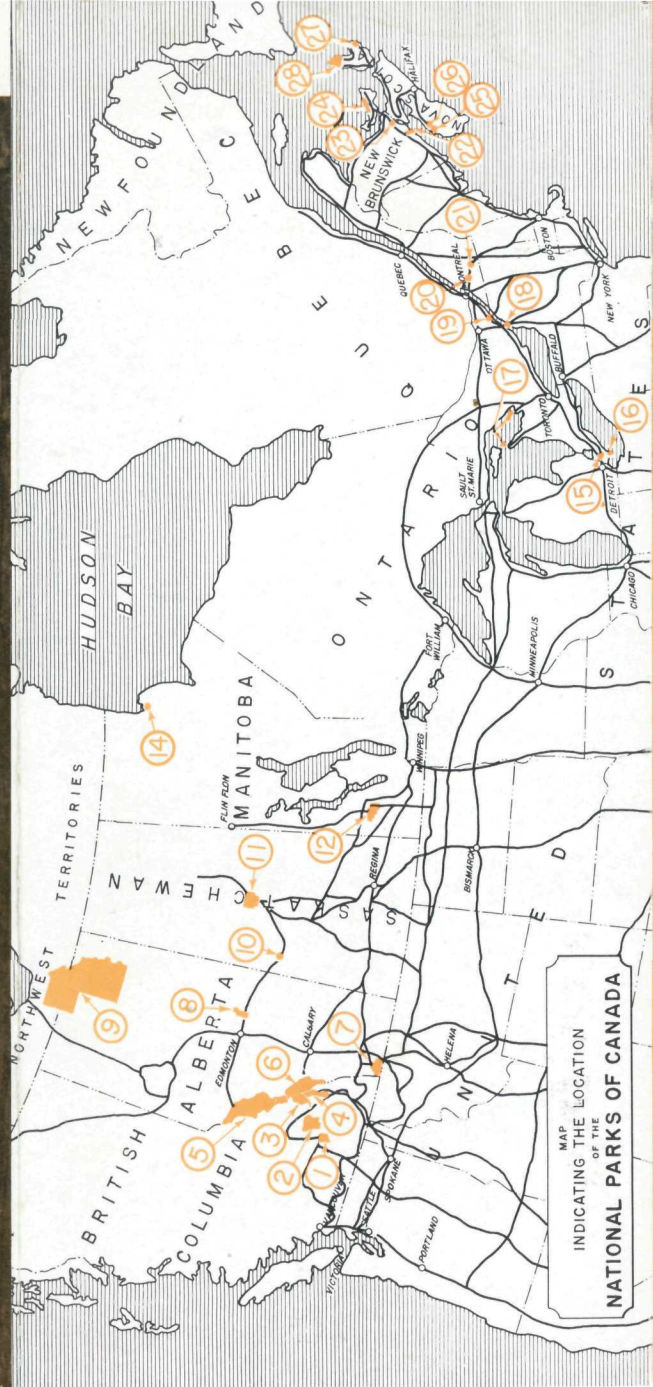 MAP
INDICATING THE LOCATION
OF THE
NATIONAL PARKS OF CANADA
NORTHWEST TERRITORIES
BRITISH COLUMBIA
ALBERTA
SASKATCHEWAN
MANITOBA
ONTARIO
QUEBEC
NEWFOUNDLAND
NEW BRUNSWICK
NOVA
SCO
HUDSON
BAY
UNITED STATES
VANCOUVER
VICTORIA
SEATTLE
SPOKANE
PORTLAND
EDMONTON
CALGARY
HELENA
REGINA
FLIN FLON
WINNIPEG
BISMARCK
FORT WILLIAM
MINNEAPOLIS
SAULT ST. MARIE
CHICAGO
DETROIT
TORONTO
BUFFALO
OTTAWA
MONTREAL
QUEBEC
BOSTON
NEW YORK
HALIFAX
1
2
3
4
5
6
7
8
9
10
11
12
14
15
16
17
18
19
20
21
22
23
24
25
26
27
28